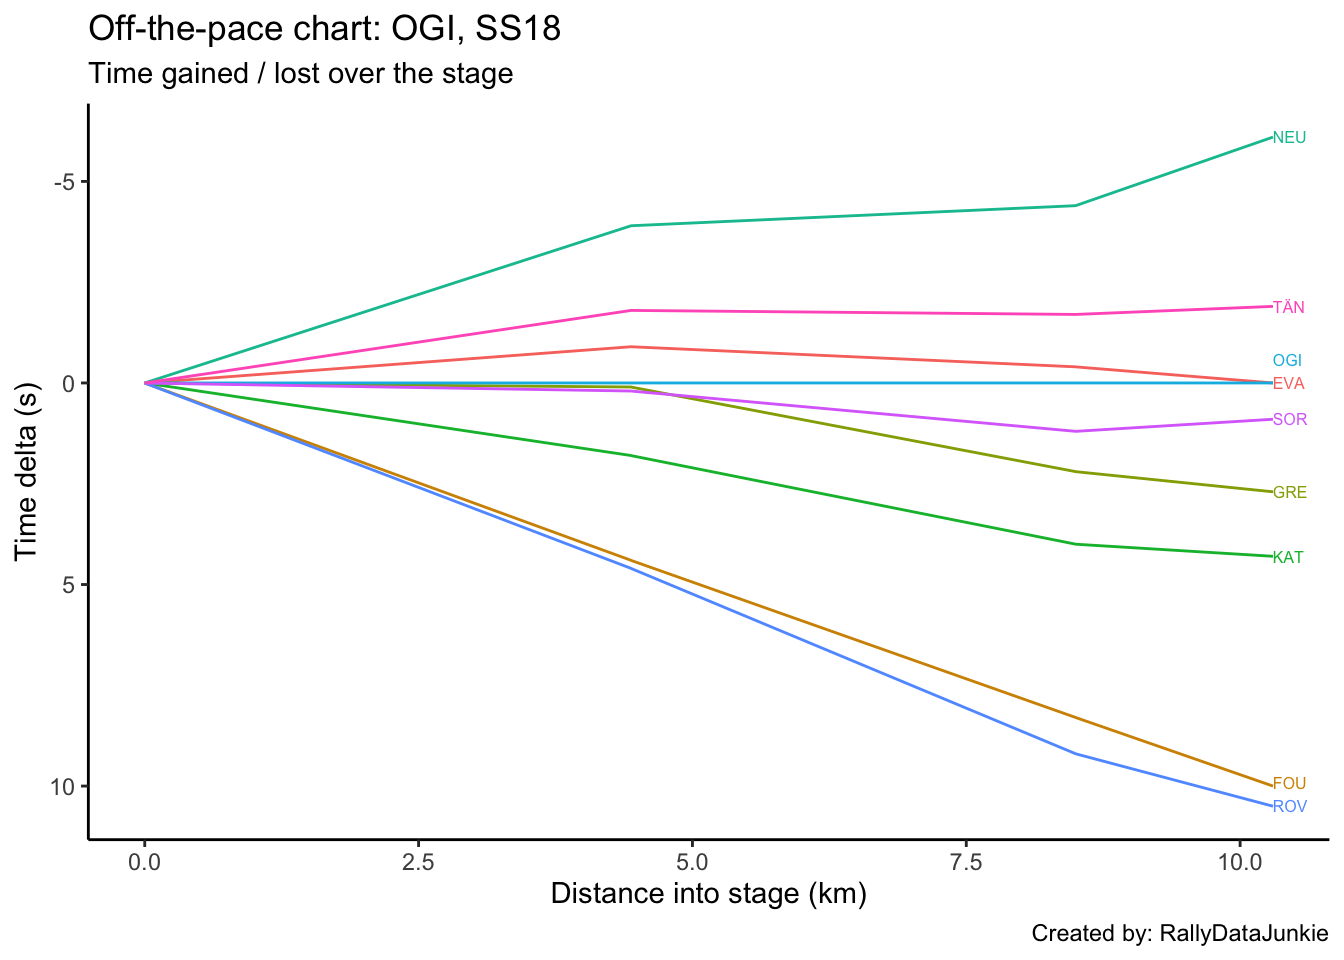 Off-the-pace chart: OGI, SS18
Time gained / lost over the stage
Time delta (s)
-5
0
5
10
NEU
TÄN
OGI
EVA
SOR
GRE
KAT
FOU
ROV
0.0 2.5 5.0 7.5 10.0
Distance into stage (km)
Created by: RallyDataJunkie